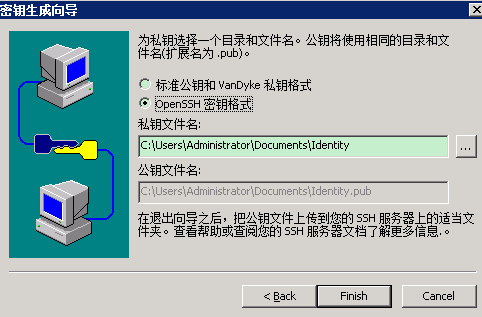 密钥生成向导
为私钥选择一个目录和文件名。公钥将使用相同的目录和文
件名(扩展名为 .pub)。
标准公钥和 VanDyke 私钥格式
OpenSSH 密钥格式
私钥文件名:
C:\Users\Administrator\Documents\Identity
...
公钥文件名:
C:\Users\Administrator\Documents\Identity.pub
在退出向导之后，把公钥文件上传到您的 SSH 服务器上的适当文
件夹。查看帮助或查阅您的 SSH 服务器文档了解更多信息.。
< Back
Finish
Cancel